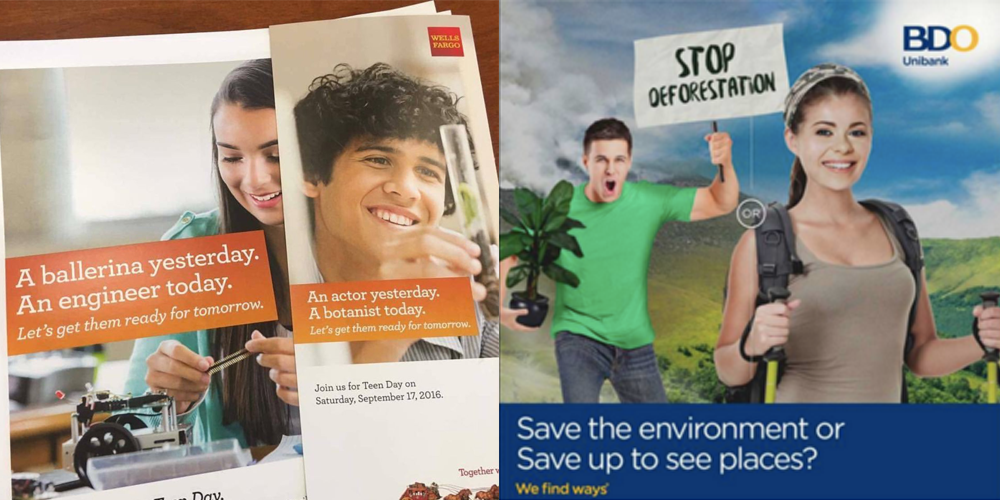 WELLS
FARGO
A ballerina yesterday.
An engineer today.
Let's get them ready for tomorrow.
Teen Day.
An actor yesterday.
A botanist today.
Let's get them ready for tomorrow.
Join us for Teen Day on
Saturday, September 17, 2016.
Together
STOP
DEFORESTATION
OR
BDO
Unibank
Save the environment or
Save up to see places?
We find ways®